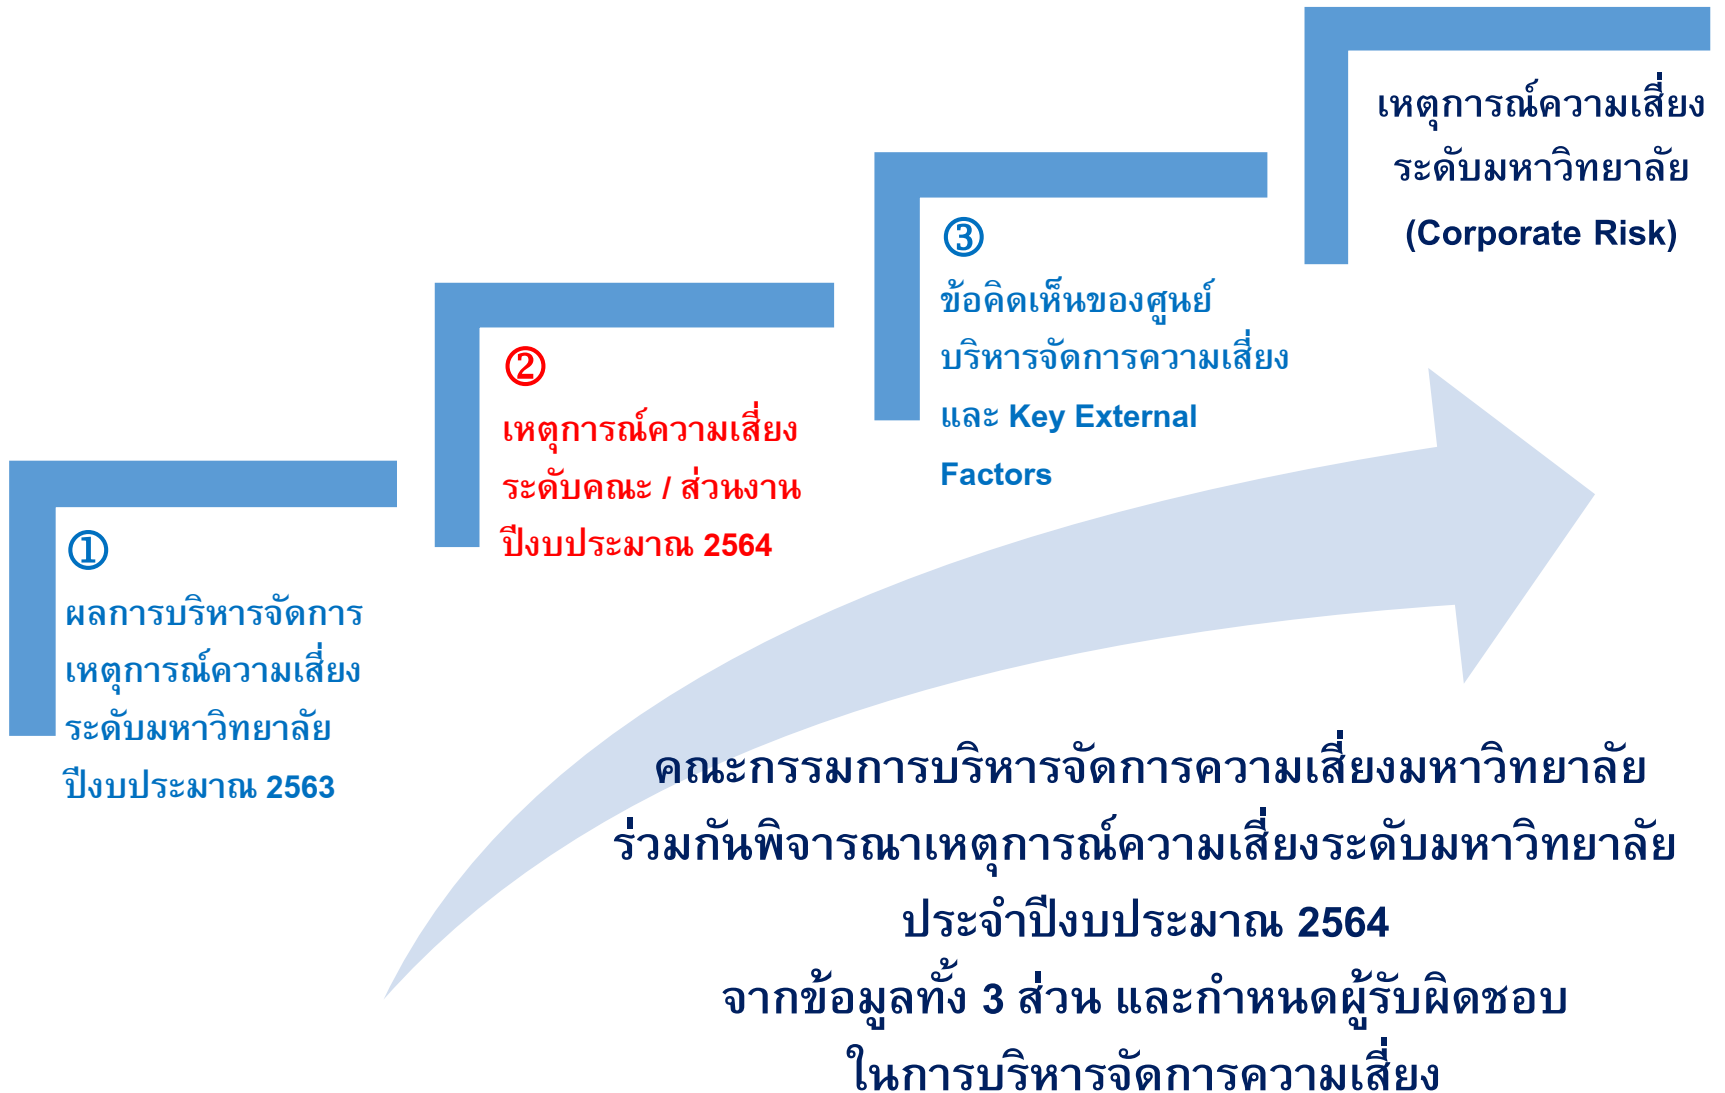 ①
ผลการบริหารจัดการ
เหตุการณ์ความเสี่ยง
ระดับมหาวิทยาลัย
ปีงบประมาณ 2563
②
เหตุการณ์ความเสี่ยง
ระดับคณะ / ส่วนงาน
ปีงบประมาณ 2564
③
ข้อคิดเห็นของศูนย์
บริหารจัดการความเสี่ยง
และ Key External
Factors
เหตุการณ์ความเสี่ยง
ระดับมหาวิทยาลัย
(Corporate Risk)
คณะกรรมการบริหารจัดการความเสี่ยงมหาวิทยาลัย
ร่วมกันพิจารณาเหตุการณ์ความเสี่ยงระดับมหาวิทยาลัย
ประจำปีงบประมาณ 2564
จากข้อมูลทั้ง 3 ส่วน และกำหนดผู้รับผิดชอบ
ในการบริหารจัดการความเสี่ยง